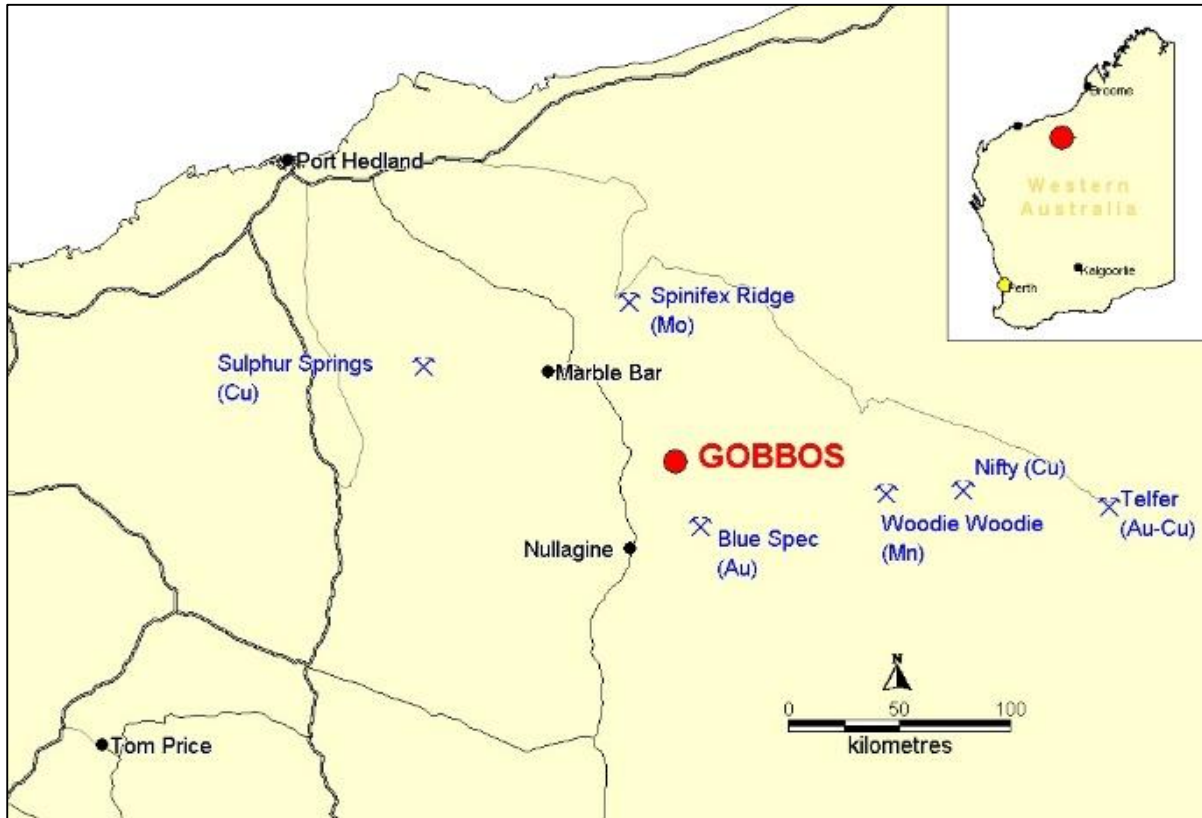 Broome
Western
Australia
Kalgoorlie
Perth
Port Hedland
Spinifex Ridge
(Mo)
Sulphur Springs
(Cu)
Marble Bar
GOBBOS
Nifty (Cu)
Telfer
(Au-Cu)
Woodie Woodie
(Mn)
Blue Spec
(Au)
Nullagine
N
0 50 100
kilometres
Tom Price